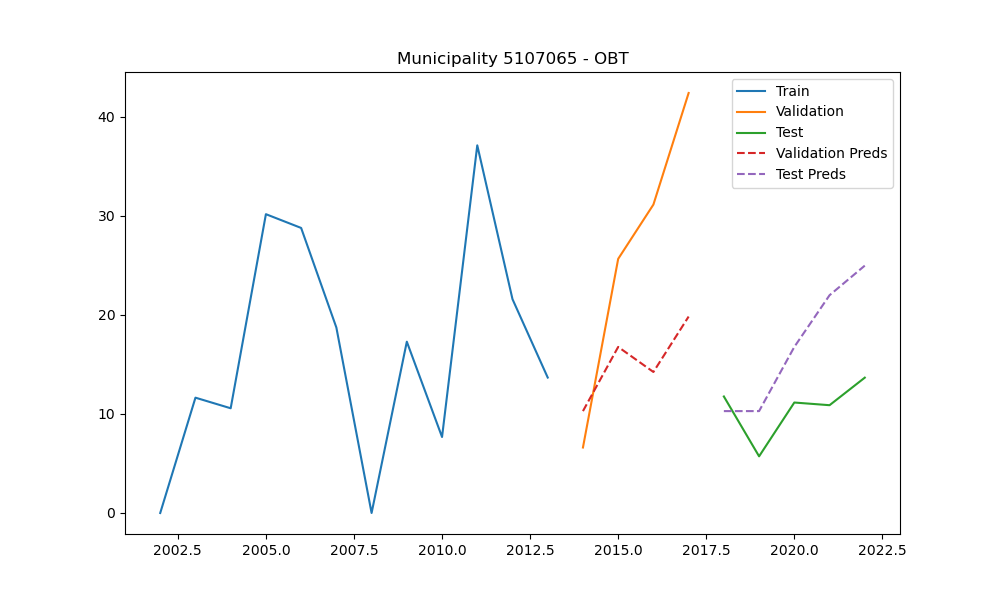 Municipality 5107065 - OBT
Train
Validation
Test
Validation Preds
Test Preds
40
30
20
10
0
2002.5 2005.0 2007.5 2010.0 2012.5 2015.0 2017.5 2020.0 2022.5